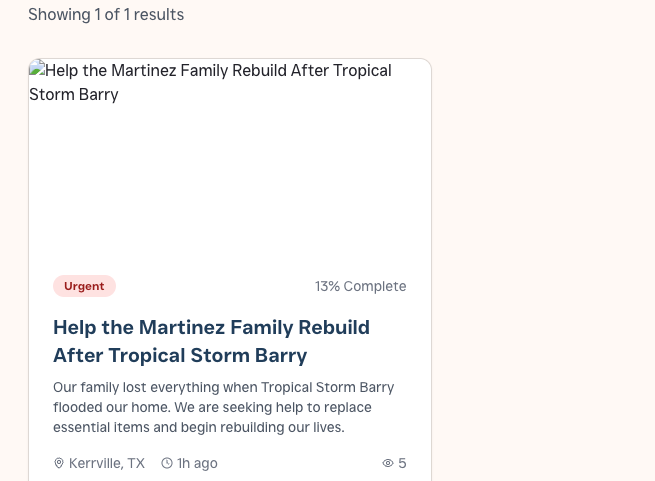 Showing 1 of 1 results
Help the Martinez Family Rebuild After Tropical
Storm Barry
Urgent
13% Complete
Help the Martinez Family Rebuild
After Tropical Storm Barry
Our family lost everything when Tropical Storm Barry
flooded our home. We are seeking help to replace
essential items and begin rebuilding our lives.
Kerrville, TX
1h ago
5